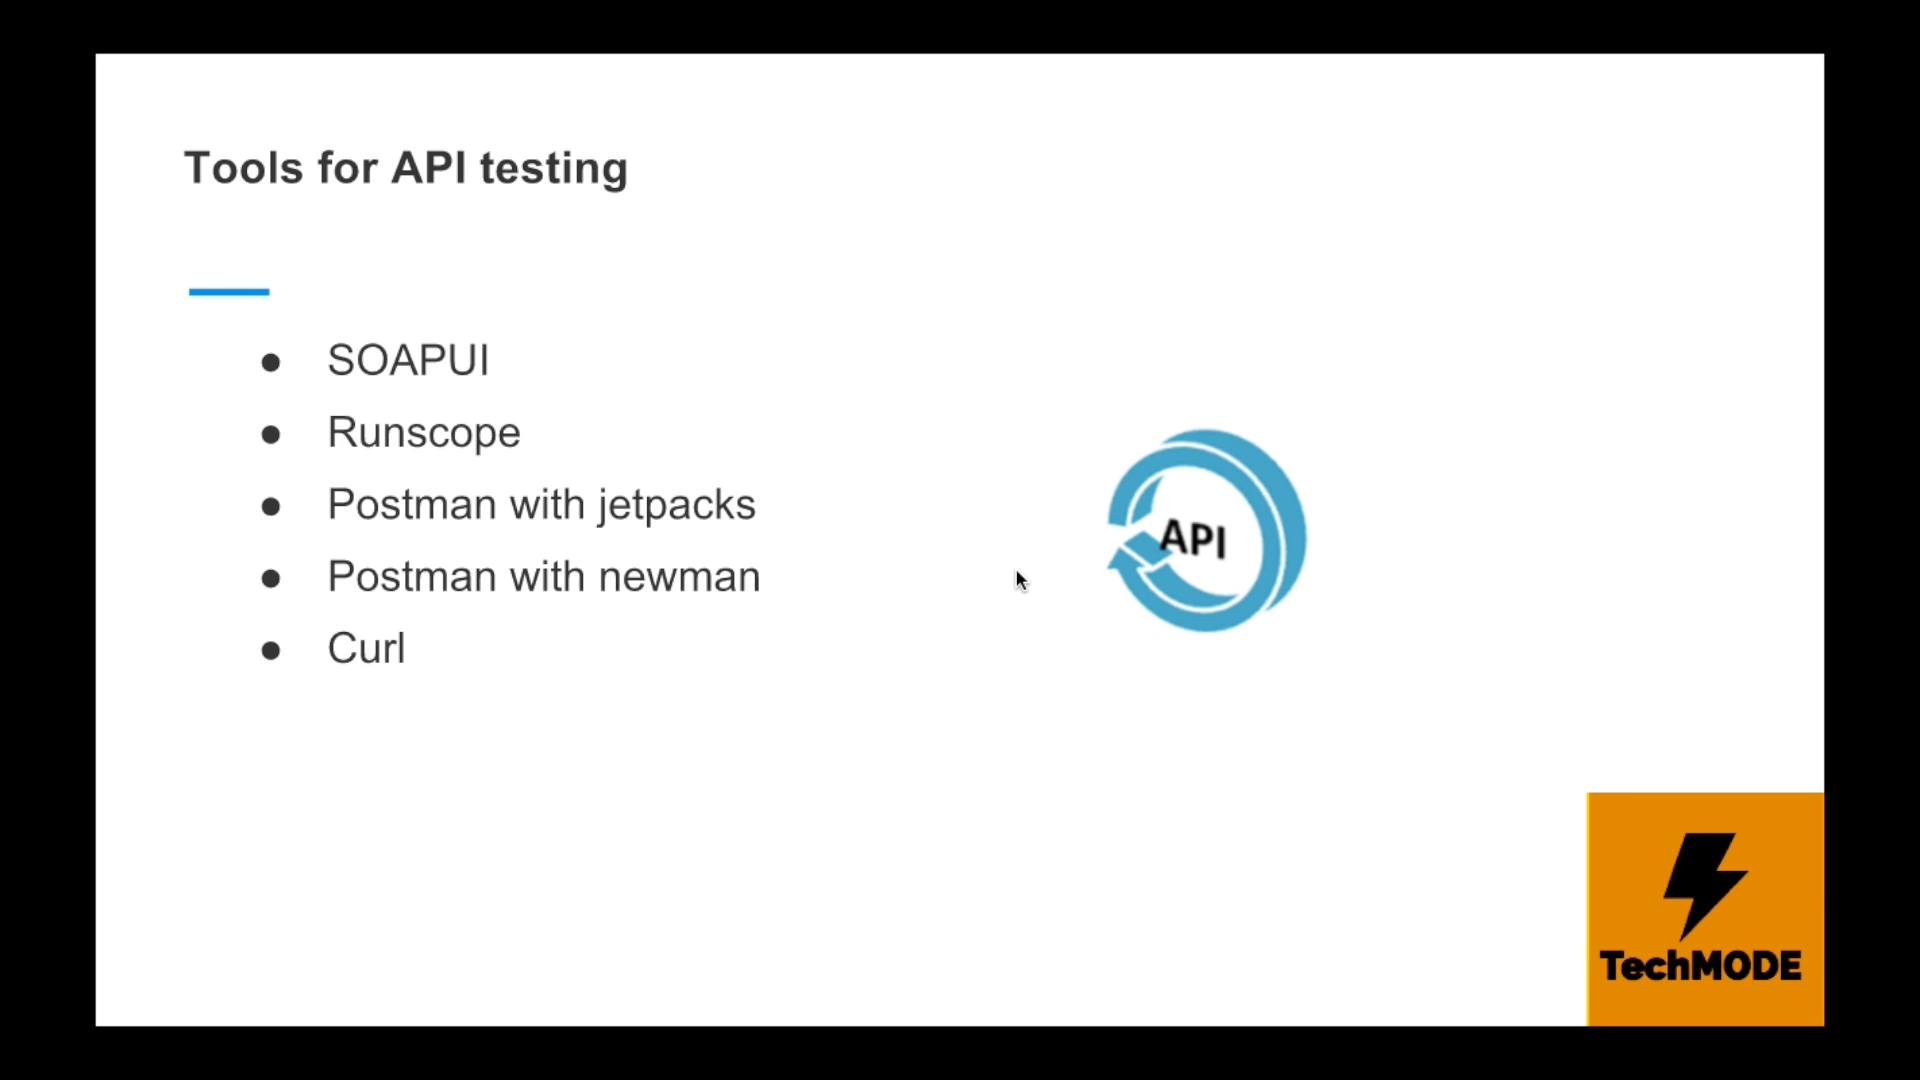 Tools for API testing
● SOAPUI
● Runscope
● Postman with jetpacks
● Postman with newman
● Curl
API
TechMODE